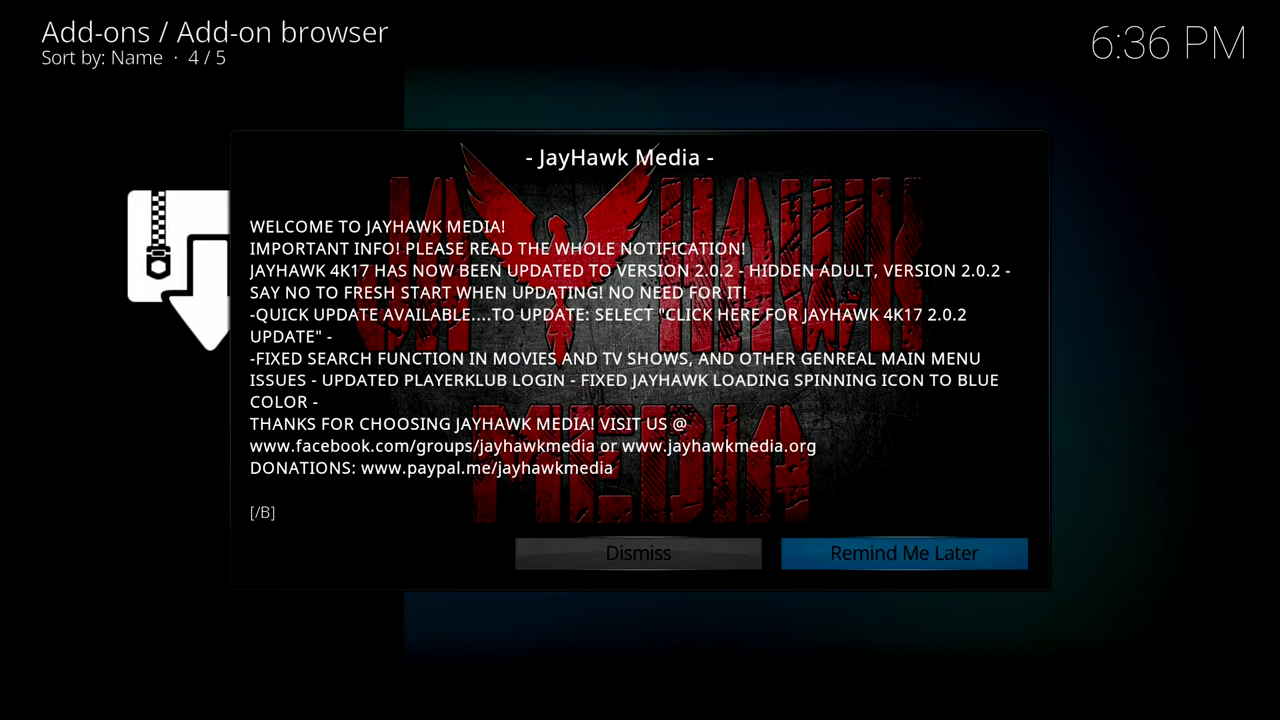 Add-ons / Add-on browser
Sort by: Name · 4 / 5
6:36 PM
- JayHawk Media -
JAYHAWK
MEDIA
WELCOME TO JAYHAWK MEDIA!
IMPORTANT INFO! PLEASE READ THE WHOLE NOTIFICATION!
JAYHAWK 4K17 HAS NOW BEEN UPDATED TO VERSION 2.0.2 - HIDDEN ADULT, VERSION 2.0.2 -
SAY NO TO FRESH START WHEN UPDATING! NO NEED FOR IT!
-QUICK UPDATE AVAILABLE....TO UPDATE: SELECT "CLICK HERE FOR JAYHAWK 4K17 2.0.2
UPDATE" -
-FIXED SEARCH FUNCTION IN MOVIES AND TV SHOWS, AND OTHER GENREAL MAIN MENU
ISSUES - UPDATED PLAYERKLUB LOGIN - FIXED JAYHAWK LOADING SPINNING ICON TO BLUE
COLOR -
THANKS FOR CHOOSING JAYHAWK MEDIA! VISIT US @
www.facebook.com/groups/jayhawkmedia or www.jayhawkmedia.org
DONATIONS: www.paypal.me/jayhawkmedia
[/B]
Dismiss
Remind Me Later